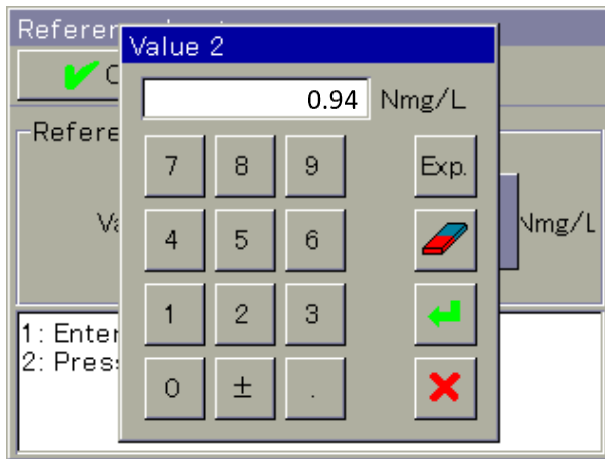 Value 2
0.94 Nmg/L
7 8 9 Exp.
4 5 6
1 2 3
0 ± .
Nmg/L
1: Enter
2: